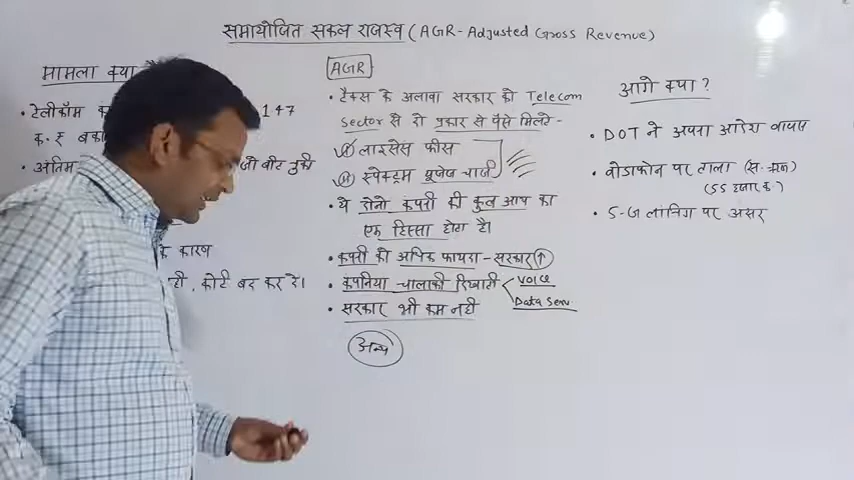 समायोजित सकल राजस्व (AGR-Adjusted Gross Revenue)
मामला क्या
• टेलीकॉम 147
बका
• अंतिम बीत चुकी
के कारण
कोर्ट बंद कर दे।
AGR
• टैक्स के अलावा सरकार को Telecom
Sector से दो प्रकार से पैसे मिलते-
(i) लाइसेंस फीस
(ii) स्पेक्ट्रम यूसेज चार्ज
• ये दोनो कंपनी की कुल आय का
एक हिस्सा होता है।
• कंपनी को अधिक फायदा - सरकार ↑
• कंपनियां चालाकी दिखाती < Voice
Data Serv.
• सरकार भी कम नही
अन्य
आगे क्या ?
• DOT ने अपना आदेश वापस
• वोडाफोन पर ताला
(55 हजार क.)
• 5-G लांचिंग पर असर